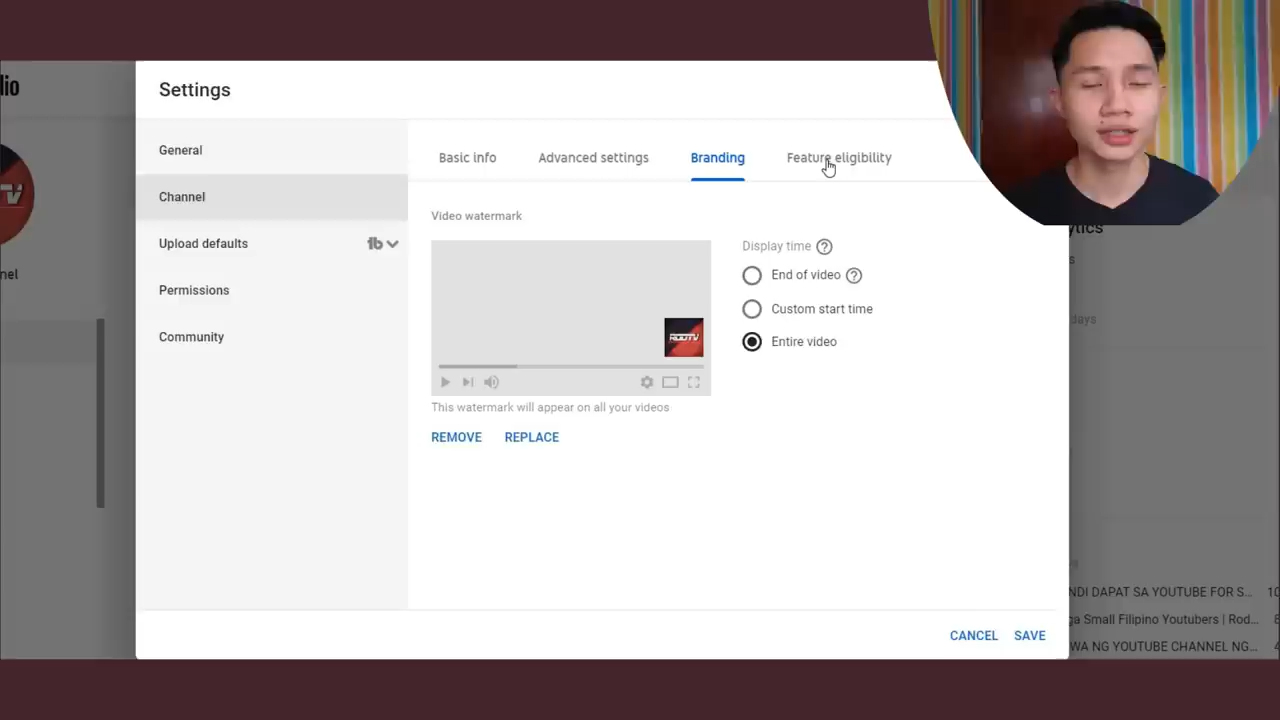 lio
Settings
General
Channel
Upload defaults
Permissions
Community
Basic info
Advanced settings
Branding
Feature eligibility
Video watermark
RODTV
This watermark will appear on all your videos
REMOVE
REPLACE
Display time
End of video
Custom start time
Entire video
CANCEL
SAVE
TV
nel
ytics
s
days
NDI DAPAT SA YOUTUBE FOR S...
ga Small Filipino Youtubers | Rod...
WA NG YOUTUBE CHANNEL NG...